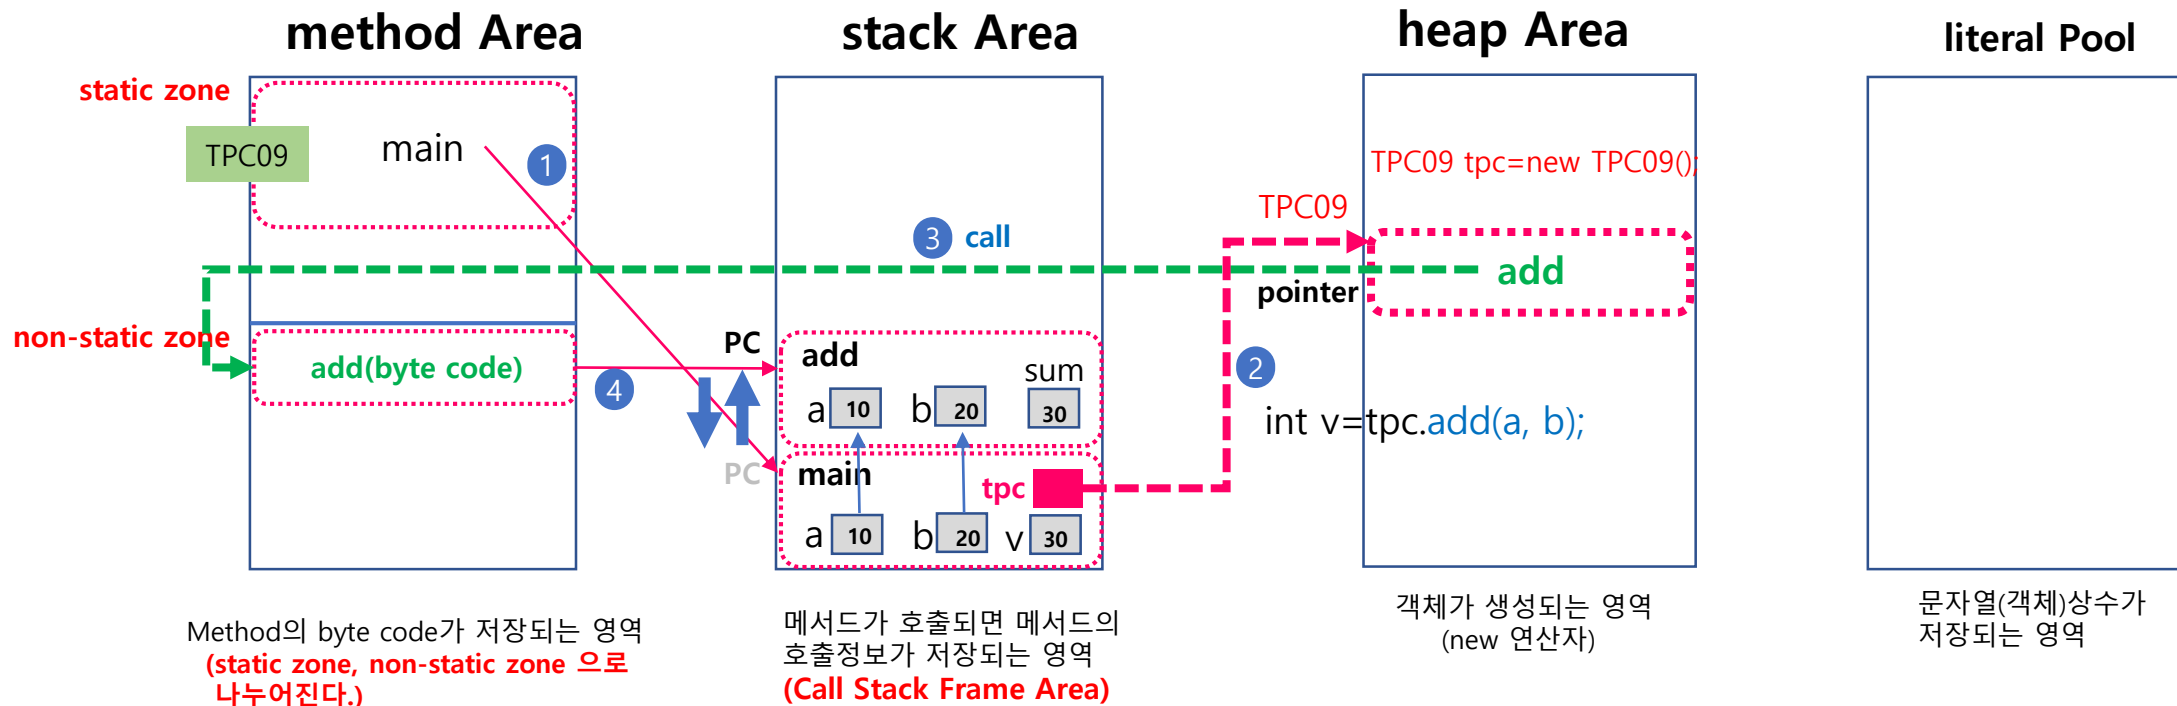 method Area
stack Area
heap Area
literal Pool
static zone
TPC09
main
1
TPC09 tpc=new TPC09();
TPC09
3 call
add
pointer
non-static zone
add(byte code)
4
PC
PC
add
sum
a 10 b 20 30
2
int v=tpc.add(a, b);
main
tpc
a 10 b 20 v 30
Method의 byte code가 저장되는 영역
(static zone, non-static zone 으로
나누어진다.)
메서드가 호출되면 메서드의
호출정보가 저장되는 영역
(Call Stack Frame Area)
객체가 생성되는 영역
(new 연산자)
문자열(객체)상수가
저장되는 영역